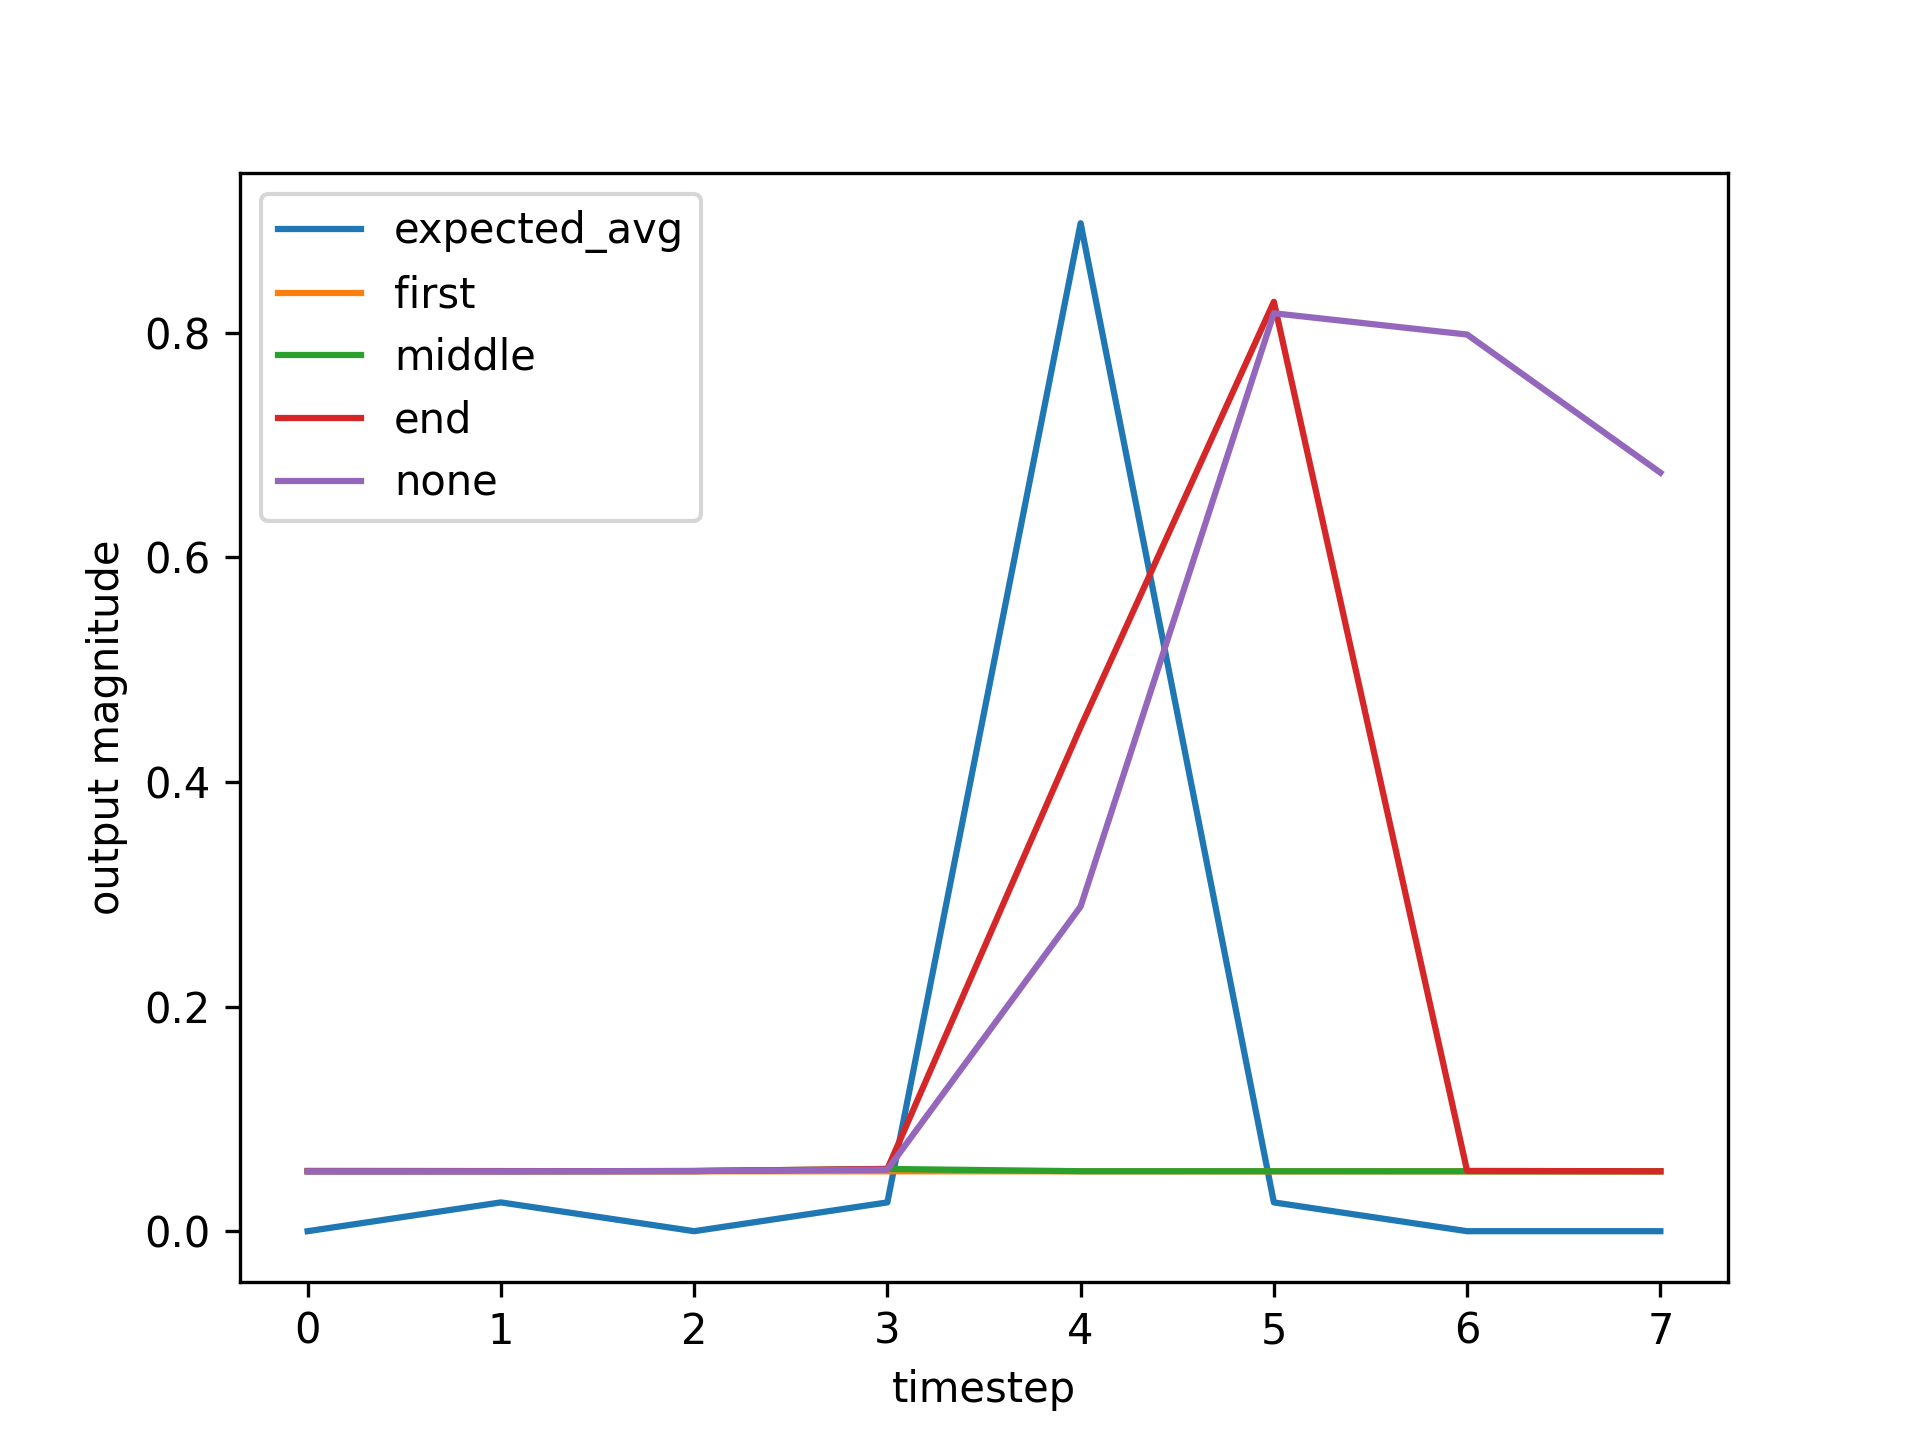 expected_avg
first
middle
end
none
output magnitude
0.8
0.6
0.4
0.2
0.0
0 1 2 3 4 5 6 7
timestep